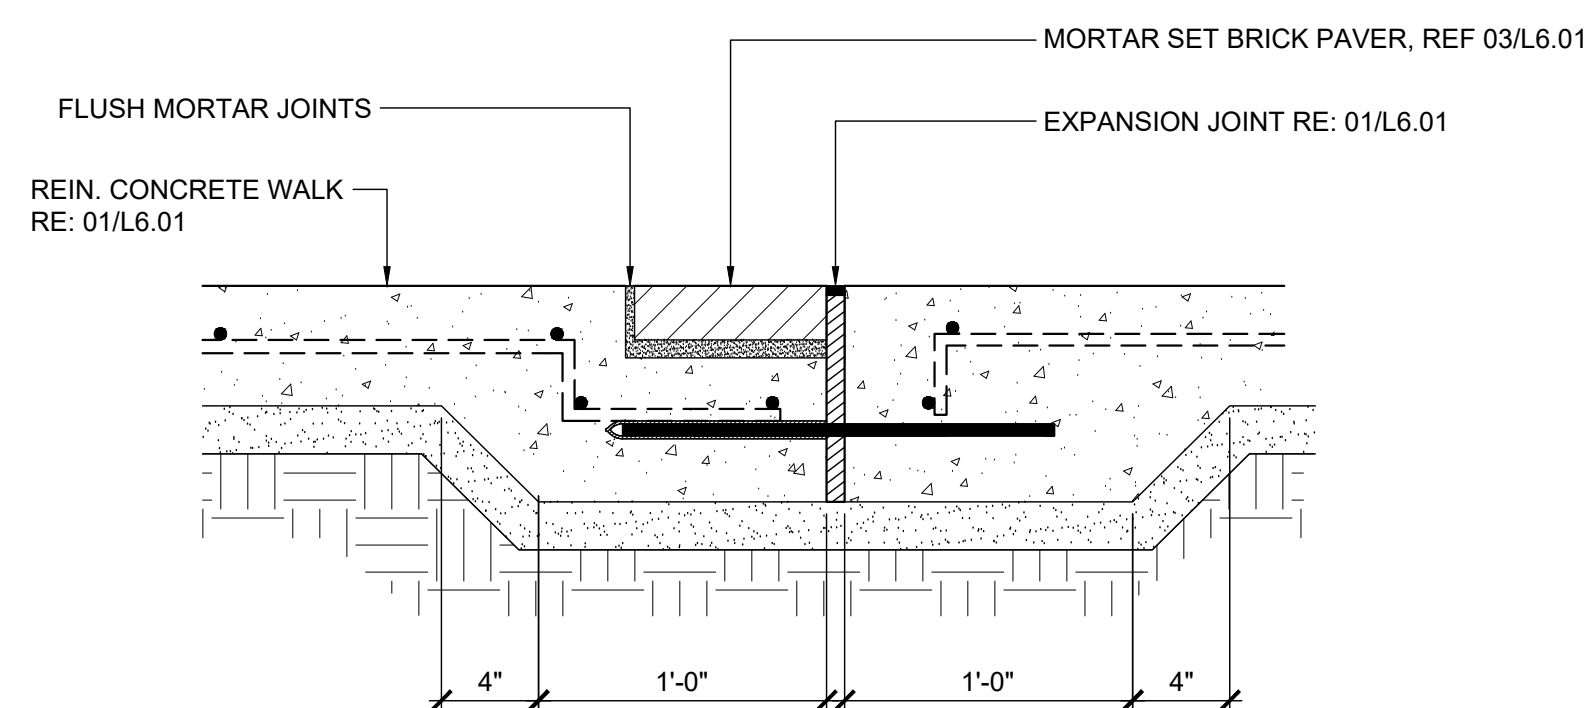 MORTAR SET BRICK PAVER, REF 03/L6.01
FLUSH MORTAR JOINTS
EXPANSION JOINT RE: 01/L6.01
REIN. CONCRETE WALK
RE: 01/L6.01
4" 1'-0" 1'-0" 4"